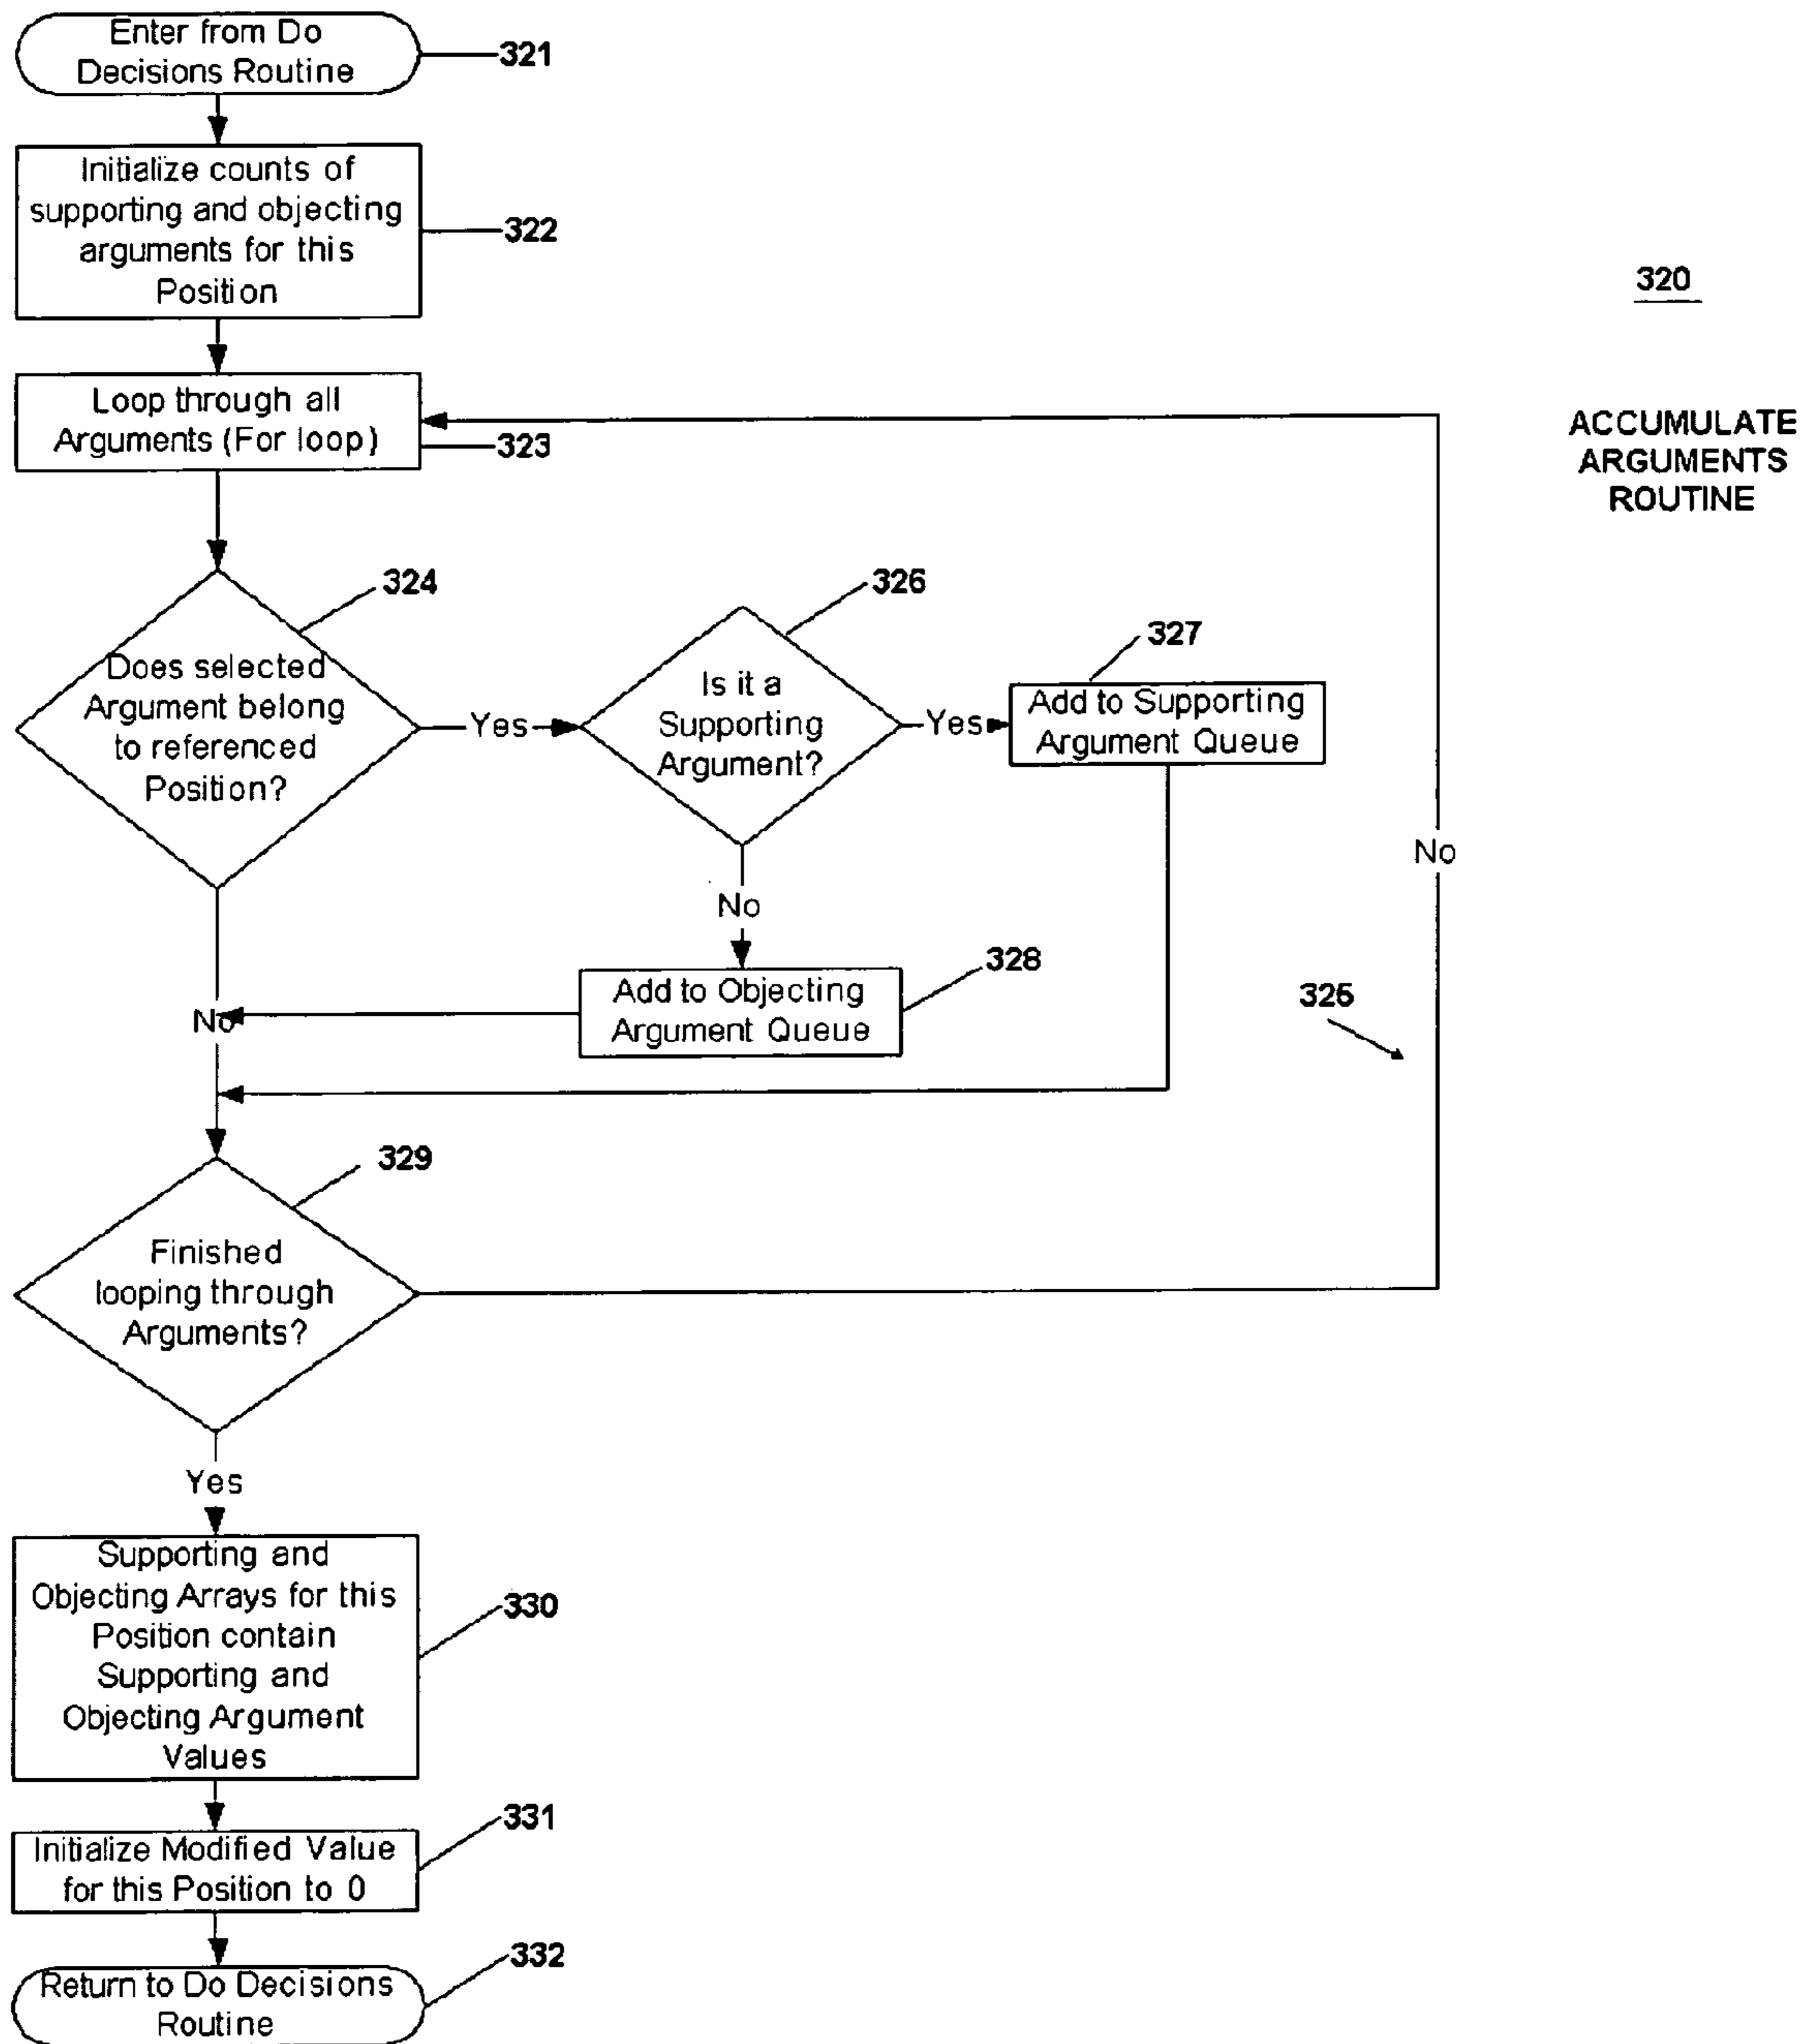 Enter from Do
Decisions Routine
321
Initialize counts of
supporting and objecting
arguments for this
Position
322
320
Loop through all
Arguments (For loop)
323
ACCUMULATE
ARGUMENTS
ROUTINE
324
Does selected
Argument belong
to referenced
Position?
Yes
326
Is it a
Supporting
Argument?
Yes
327
Add to Supporting
Argument Queue
No
No
328
Add to Objecting
Argument Queue
No
325
329
Finished
looping through
Arguments?
Yes
Supporting and
Objecting Arrays for this
Position contain
Supporting and
Objecting Argument
Values
330
331
Initialize Modified Value
for this Position to 0
332
Return to Do Decisions
Routine